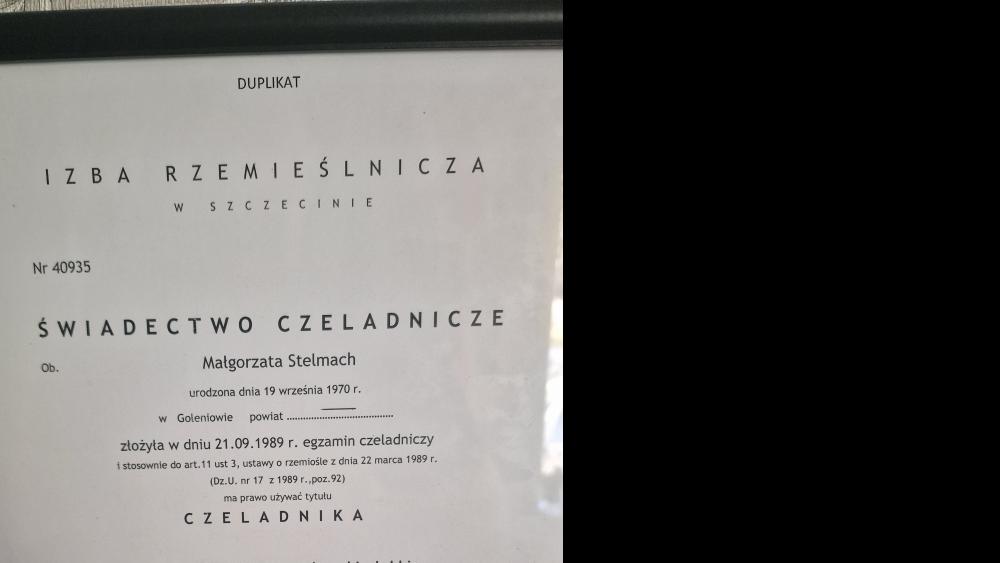 DUPLIKAT
IZBA RZEMIEŚLNICZA
W SZCZECINIE
Nr 40935
ŚWIADECTWO CZELADNICZE
Ob. Małgorzata Stelmach
urodzona dnia 19 września 1970 r.
w Goleniowie powiat ........................................
złożyła w dniu 21.09.1989 r. egzamin czeladniczy
i stosownie do art.11 ust 3, ustawy o rzemiośle z dnia 22 marca 1989 r.
(Dz.U. nr 17 z 1989 r.,poz.92)
ma prawo używać tytułu
CZELADNIKA